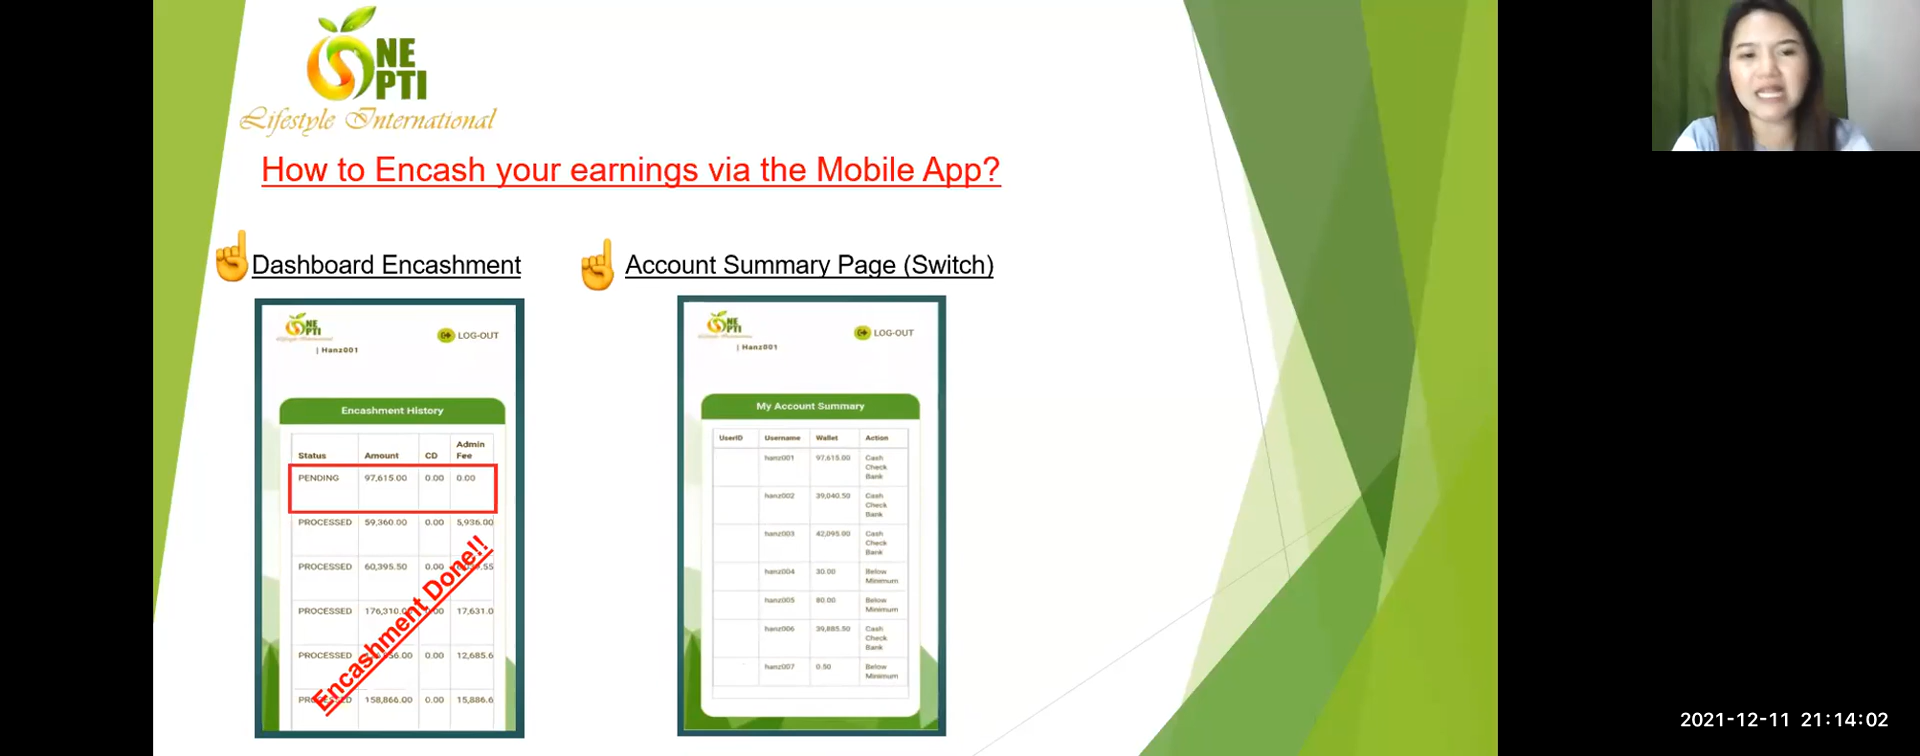 ONE
OPTI
Lifestyle International
How to Encash your earnings via the Mobile App?
Dashboard Encashment
Account Summary Page (Switch)
ONE
OPTI
LOG-OUT
| Hanz001
Encashment History
Status Amount CD Admin Fee
PENDING 97,615.00 0.00 0.00
PROCESSED 59,360.00 0.00 5,936.00
PROCESSED 60,395.50 0.00
PROCESSED 176,310.0 17,631.0
PROCESSED 0.00 12,685.6
158,866.00 0.00 15,886.6
Encashment Done!!
ONE
OPTI
LOG-OUT
| Hanz001
My Account Summary
UserID Username Wallet Action
hanz001 97,615.00 Cash
Check
Bank
hanz002 39,040.50 Cash
Check
Bank
hanz003 42,095.00 Cash
Check
Bank
hanz004 30.00 Below
Minimum
hanz005 80.00 Below
Minimum
hanz006 39,885.50 Cash
Check
Bank
hanz007 0.50 Below
Minimum
2021-12-11 21:14:02